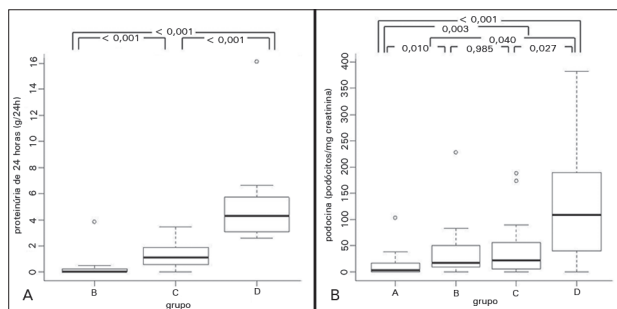 < 0,001
< 0,001
< 0,001
proteinúria de 24 horas (g/24h)
16
14
12
10
8
6
4
2
0
B
C
D
grupo
A
< 0,001
0,003
0,040
0,010
0,985
0,027
podocina (podócitos/mg creatinina)
400
350
300
250
200
150
100
50
0
A
B
C
D
grupo
B